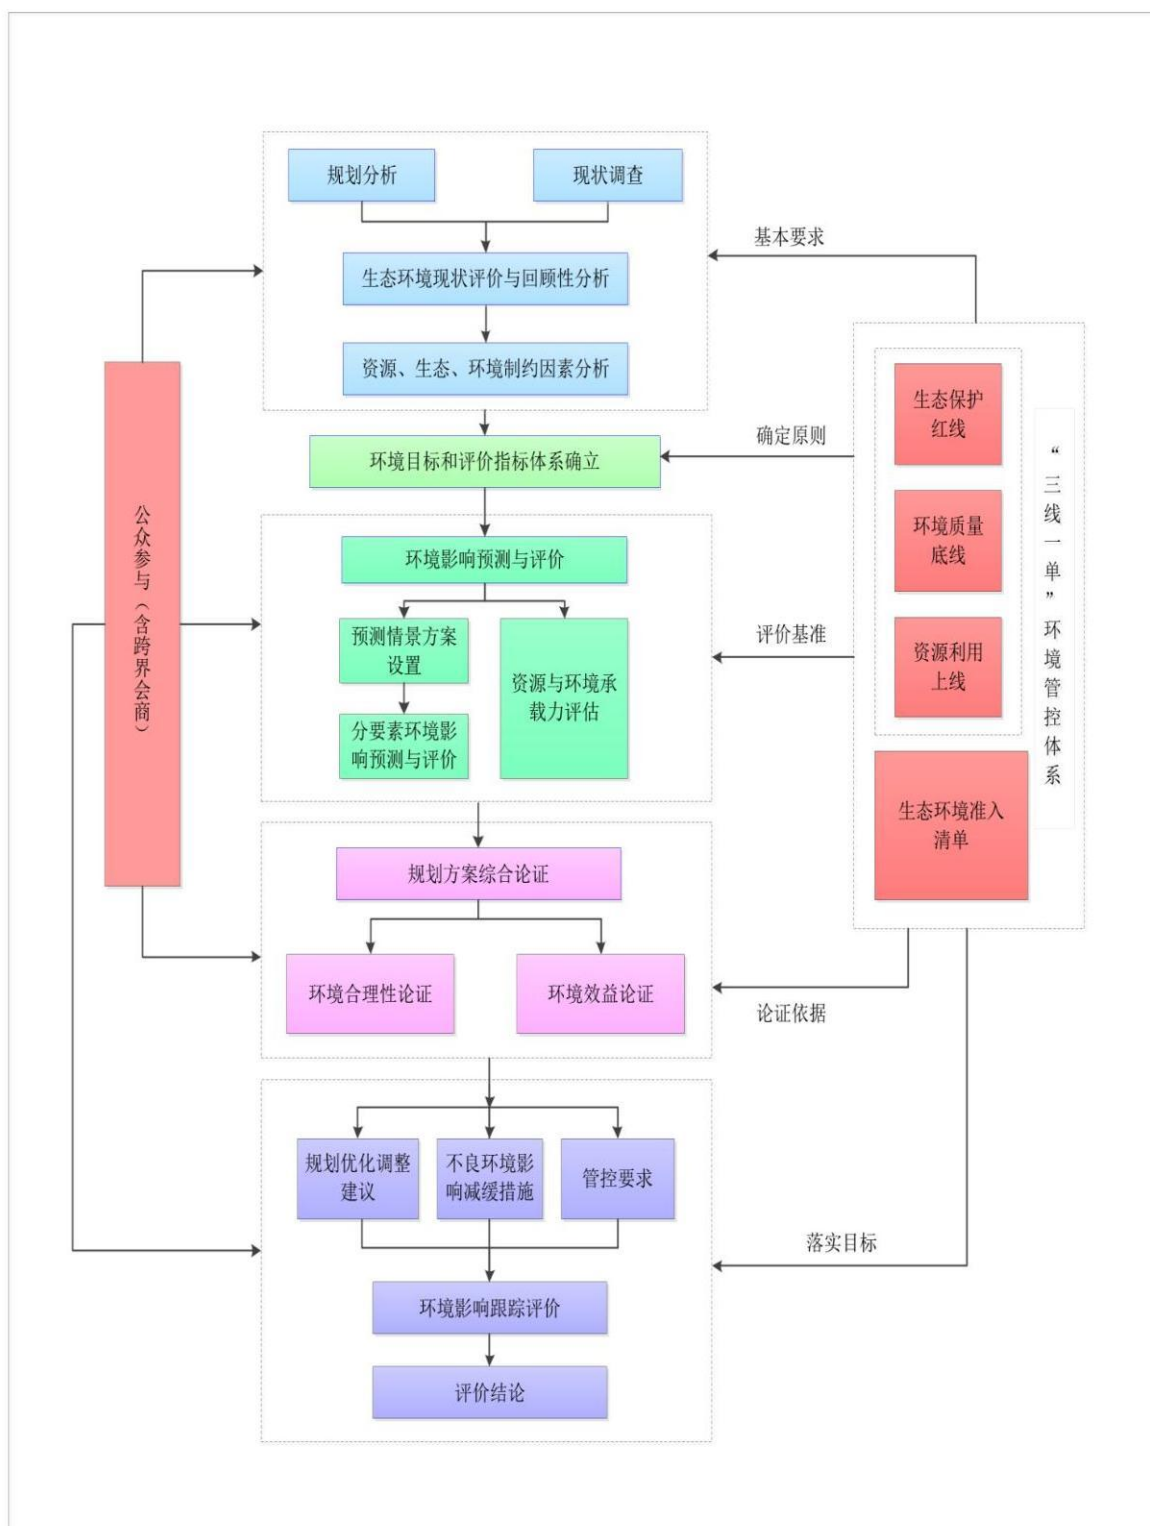 规划分析
现状调查
基本要求
生态环境现状评价与回顾性分析
资源、生态、环境制约因素分析
生态保护
红线
确定原则
环境目标和评价指标体系确立
公众参与（含跨界会商）
环境质量
底线
“三线一单”环境管控体系
环境影响预测与评价
预测情景方案
设置
评价基准
资源利用
上线
资源与环境承
载力评估
分要素环境影
响预测与评价
生态环境准入
清单
规划方案综合论证
环境合理性论证
环境效益论证
论证依据
规划优化调整
建议
不良环境影
响减缓措施
管控要求
落实目标
环境影响跟踪评价
评价结论